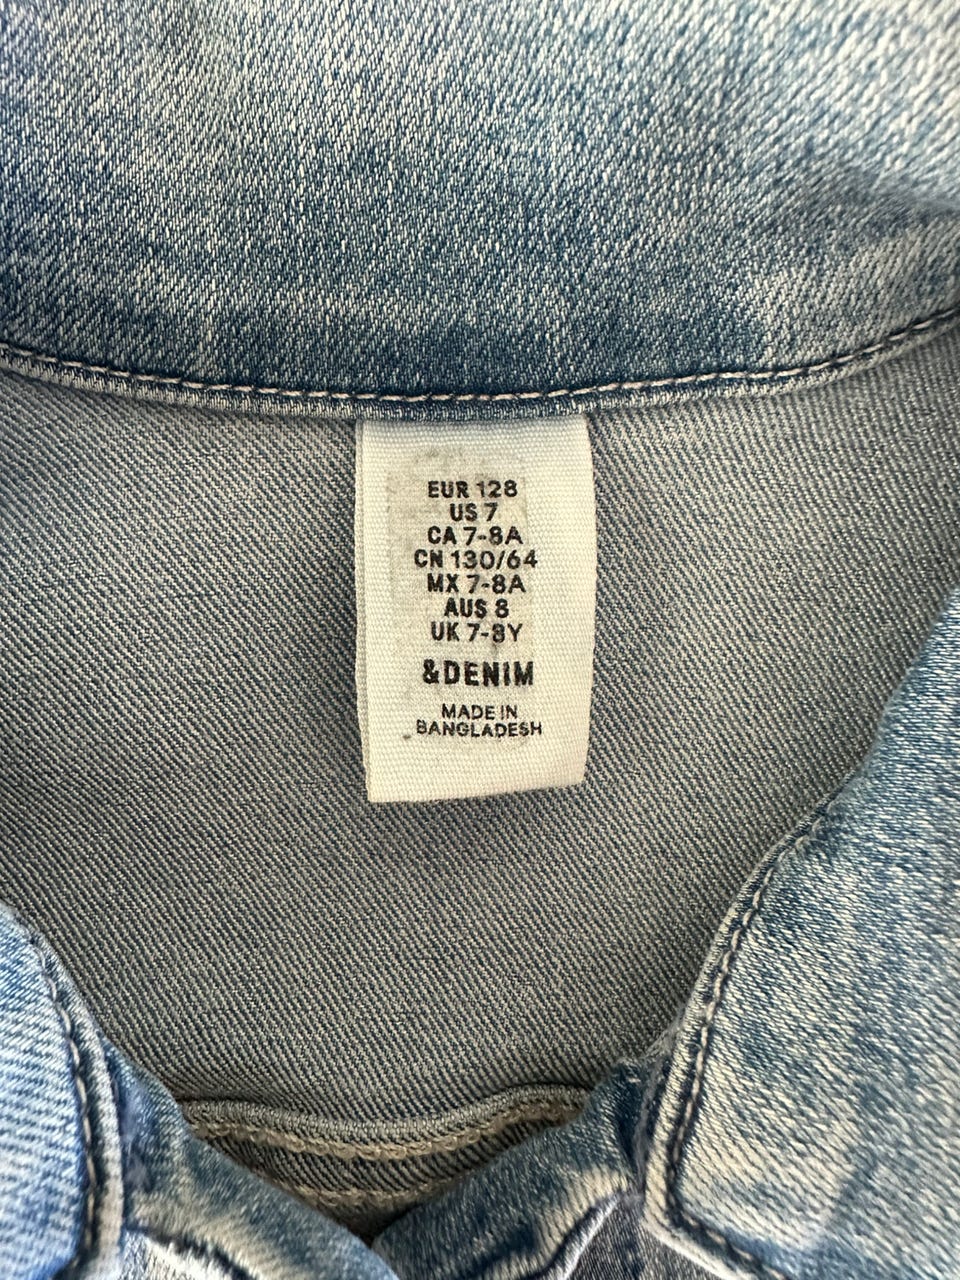 EUR 128
US 7
CA 7-8A
CN 130/64
MX 7-8A
AUS 8
UK 7-8Y
&DENIM
MADE IN
BANGLADESH